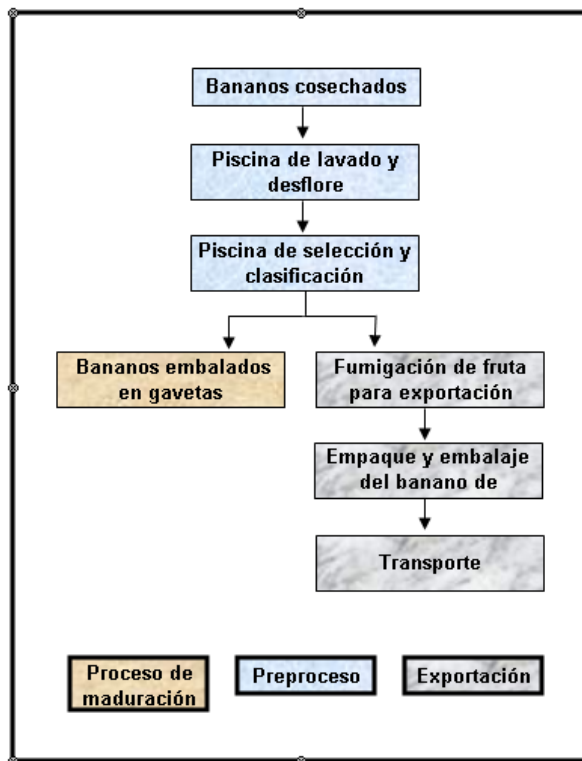 Bananos cosechados
Piscina de lavado y
desflore
Piscina de selección y
clasificación
Bananos embalados
en gavetas
Fumigación de fruta
para exportación
Empaque y embalaje
del banano de
Transporte
Proceso de
maduración
Preproceso
Exportación